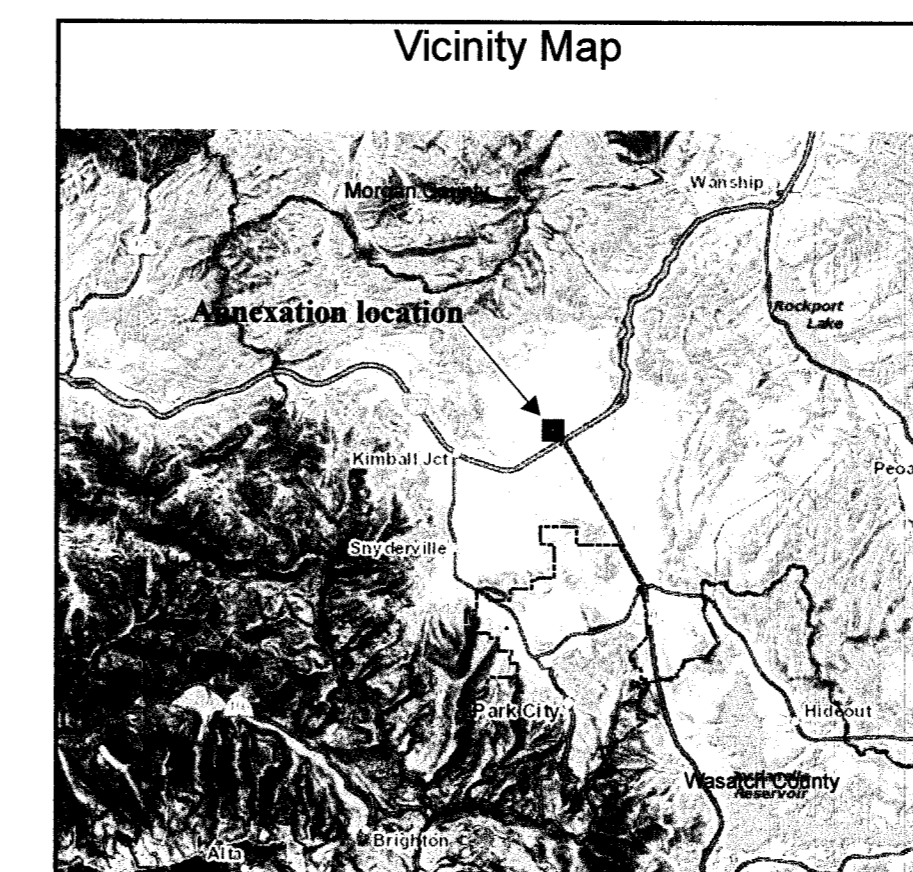 Vicinity Map
Wanship
Morgan County
Rockport
Lake
Annexation location
Kimball Jct
Peoa
Snyderville
Park City
Hideout
Wasatch County
Reservoir
Brighton
Alta